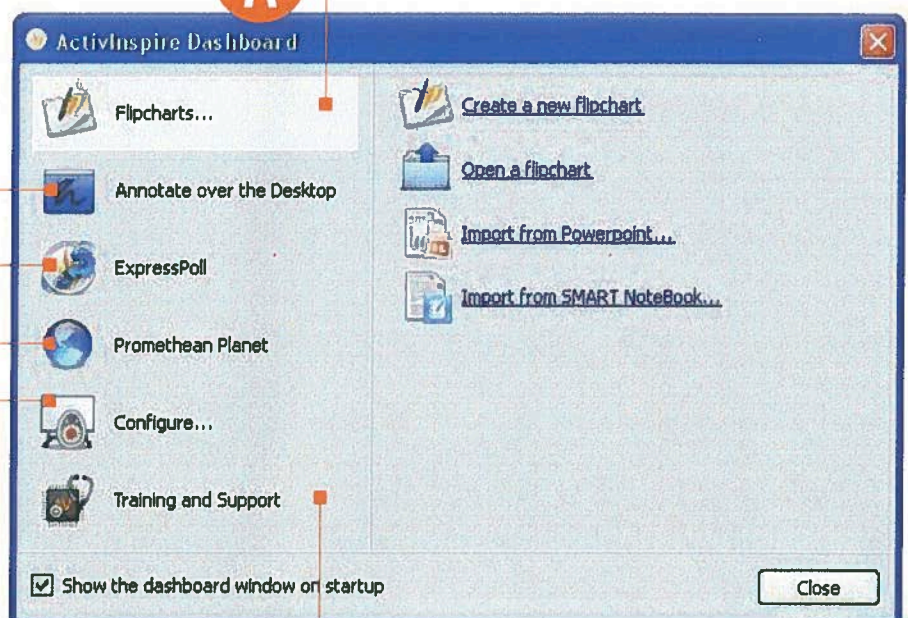 A
ActivInspire Dashboard
Flipcharts...
Annotate over the Desktop
ExpressPoll
Promethean Planet
Configure...
Training and Support
Create a new flipchart
Open a flipchart
Import from Powerpoint...
Import from SMART NoteBook...
Show the dashboard window on startup
Close